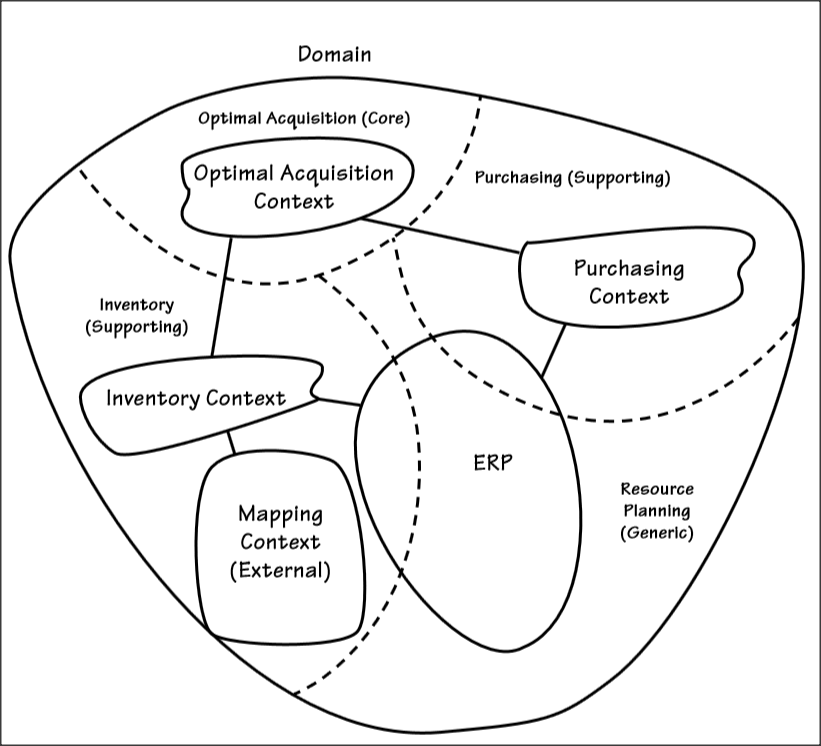 Domain
Optimal Acquisition (Core)
Optimal Acquisition
Context
Purchasing (Supporting)
Purchasing
Context
Inventory
(Supporting)
Inventory Context
ERP
Mapping
Context
(External)
Resource
Planning
(Generic)